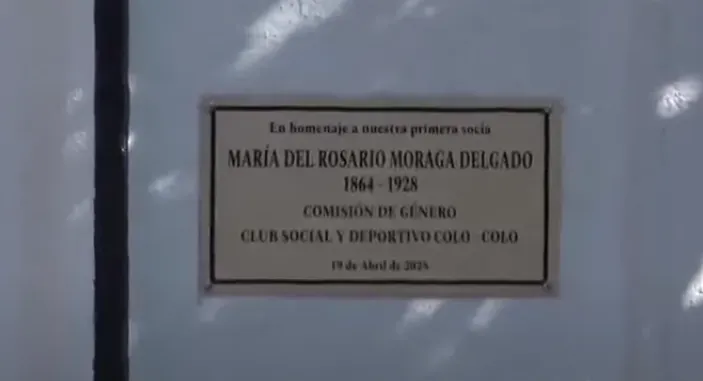 En homenaje a nuestra primera socia
MARÍA DEL ROSARIO MORAGA DELGADO
1864 - 1928
COMISIÓN DE GÉNERO
CLUB SOCIAL Y DEPORTIVO COLO - COLO
19 de Abril de